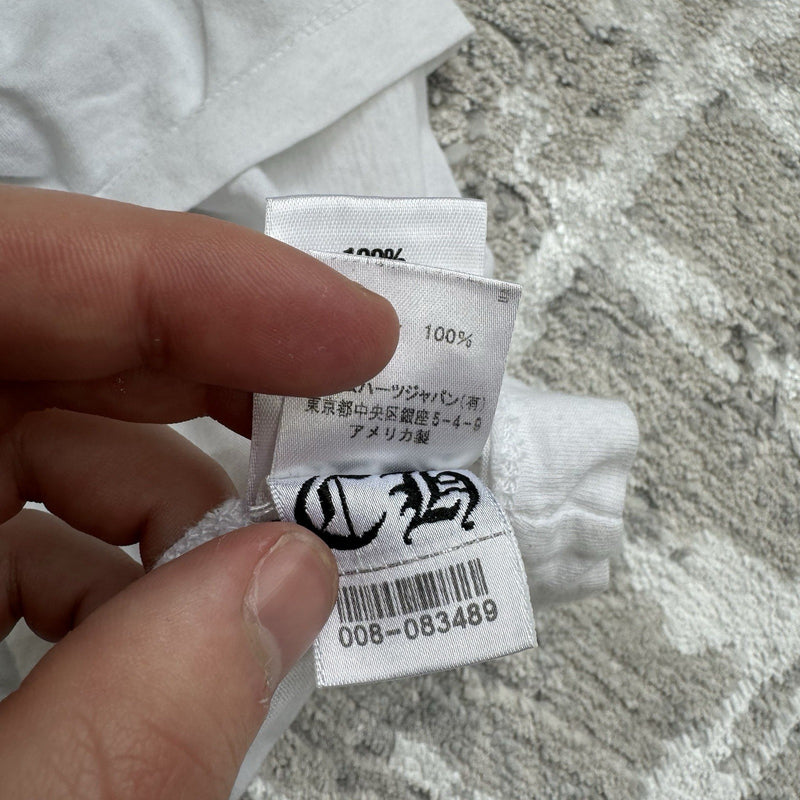 100%
100%
ハーツジャパン(有)
東京都中央区銀座5-4-9
アメリカ製
CH
008-083489